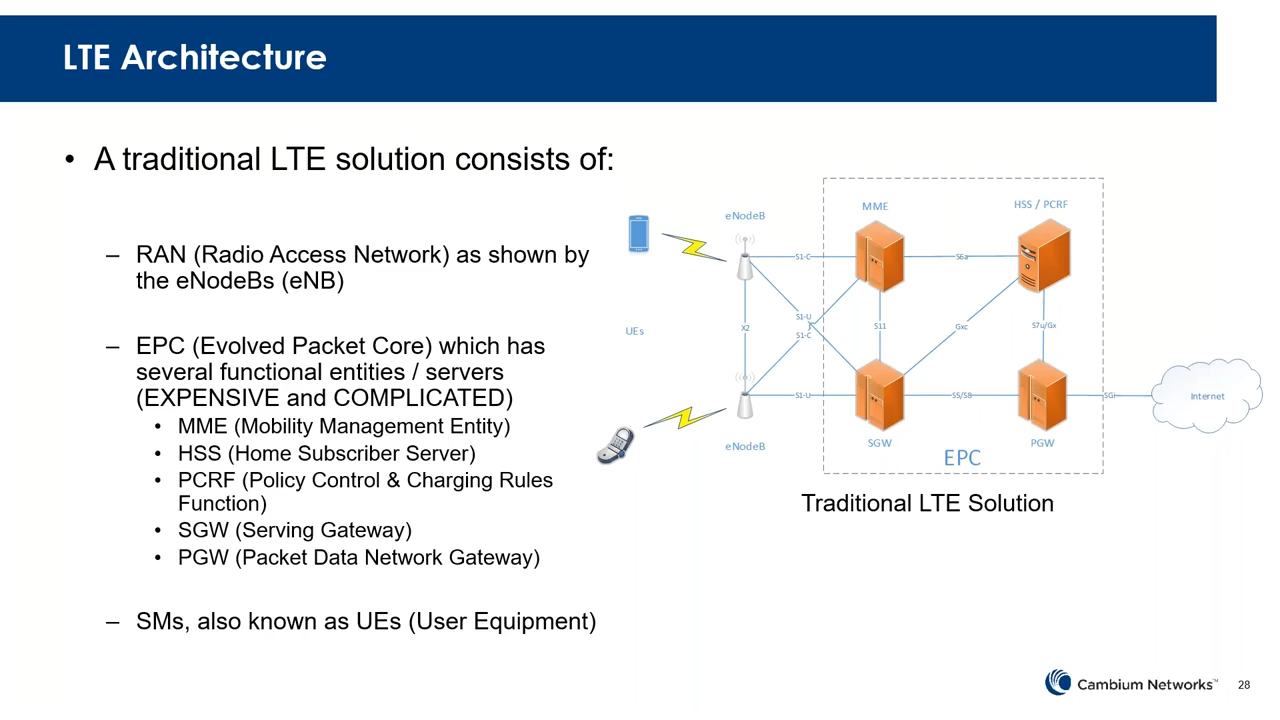 LTE Architecture
• A traditional LTE solution consists of:
– RAN (Radio Access Network) as shown by
the eNodeBs (eNB)
– EPC (Evolved Packet Core) which has
several functional entities / servers
(EXPENSIVE and COMPLICATED)
• MME (Mobility Management Entity)
• HSS (Home Subscriber Server)
• PCRF (Policy Control & Charging Rules
Function)
• SGW (Serving Gateway)
• PGW (Packet Data Network Gateway)
– SMs, also known as UEs (User Equipment)
eNodeB
MME
HSS / PCRF
S1-C
S6a
UEs
X2
S1-U
S1-C
S11
Gxc
S7u/Gx
S1-U
S5/S8
SGi
Internet
eNodeB
SGW
PGW
EPC
Traditional LTE Solution
Cambium Networks™
28